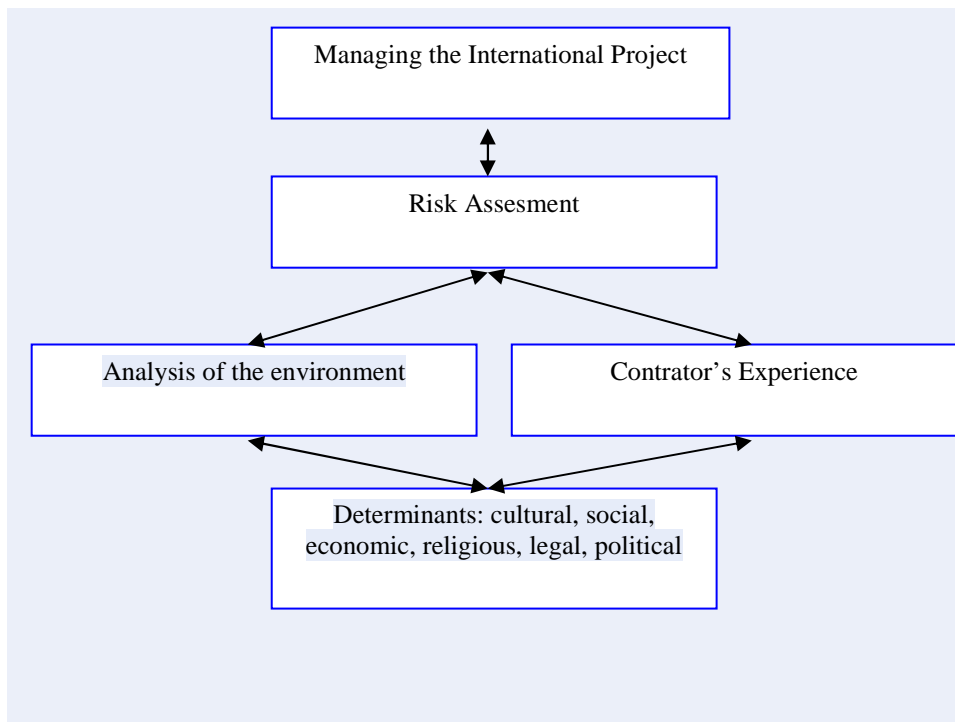 Managing the International Project
Risk Assesment
Analysis of the environment
Contrator’s Experience
Determinants: cultural, social,
economic, religious, legal, political